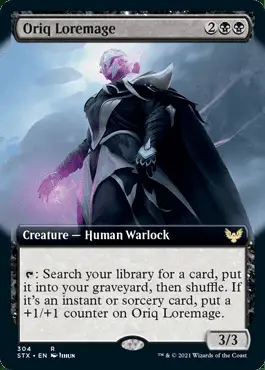 Oriq Loremage 2
Creature — Human Warlock
: Search your library for a card, put
it into your graveyard, then shuffle. If
it's an instant or sorcery card, put a
+1/+1 counter on Oriq Loremage.
3/3
304 R
STX • EN
™ & © 2021 Wizards of the Coast